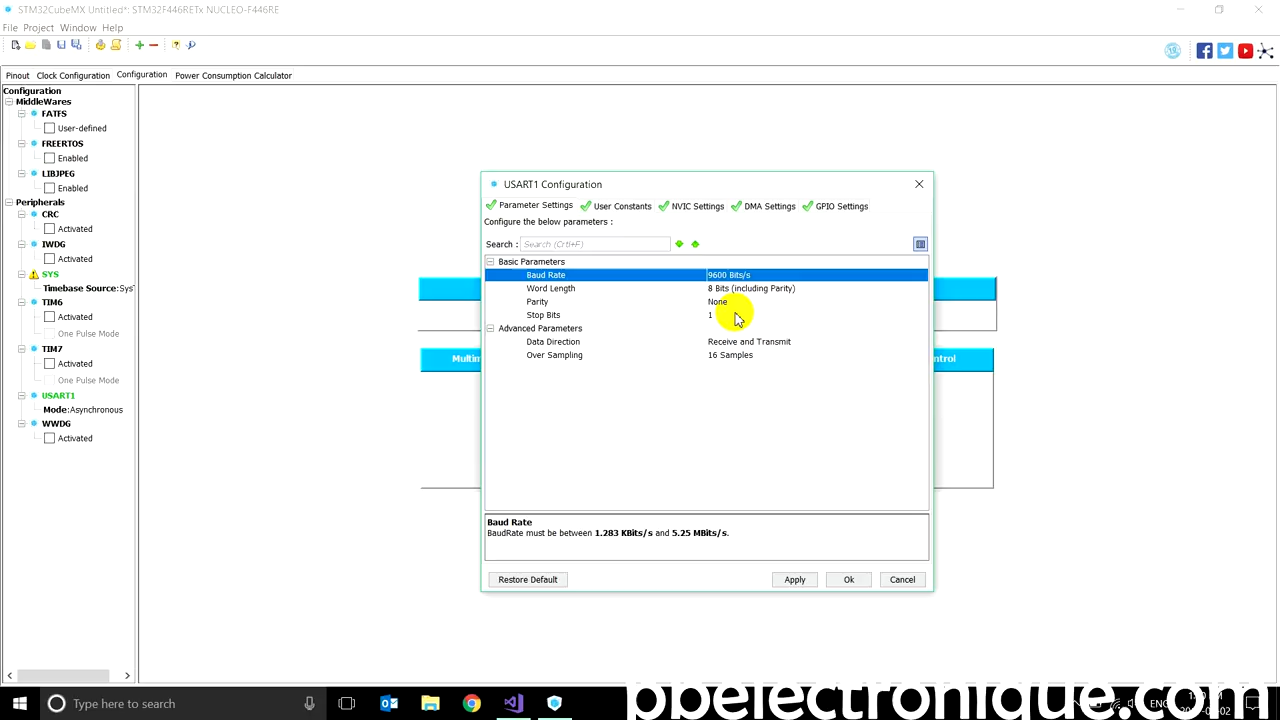 STM32CubeMX Untitled*: STM32F446RETx NUCLEO-F446RE
File Project Window Help
Pinout Clock Configuration Configuration Power Consumption Calculator
Configuration
MiddleWares
FATFS
User-defined
FREERTOS
Enabled
LIBJPEG
Enabled
Peripherals
CRC
Activated
IWDG
Activated
SYS
Timebase Source:Sys
TIM6
Activated
One Pulse Mode
TIM7
Activated
One Pulse Mode
USART1
Mode:Asynchronous
WWDG
Activated
USART1 Configuration
Parameter Settings User Constants NVIC Settings DMA Settings GPIO Settings
Configure the below parameters :
Search : Search (Crtl+F)
Basic Parameters
Baud Rate 9600 Bits/s
Word Length 8 Bits (including Parity)
Parity None
Stop Bits 1
Advanced Parameters
Data Direction Receive and Transmit
Over Sampling 16 Samples
Baud Rate
BaudRate must be between 1.283 KBits/s and 5.25 MBits/s.
Restore Default Apply Ok Cancel
Type here to search
ENG
bbelectronique.com